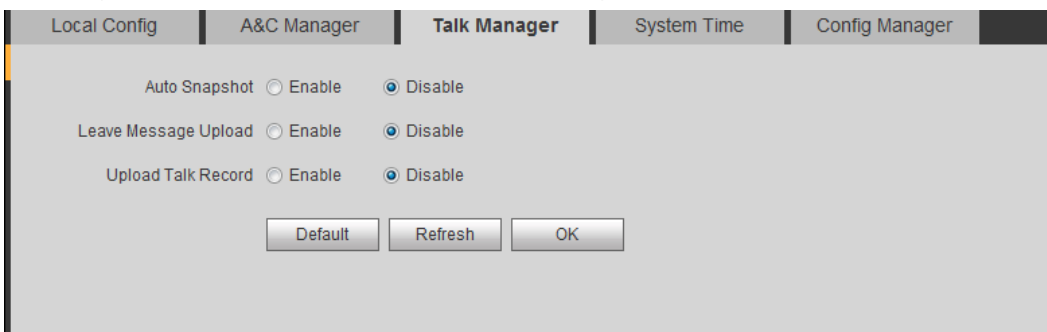 Local Config A&C Manager Talk Manager System Time Config Manager
Auto Snapshot Enable Disable
Leave Message Upload Enable Disable
Upload Talk Record Enable Disable
Default Refresh OK